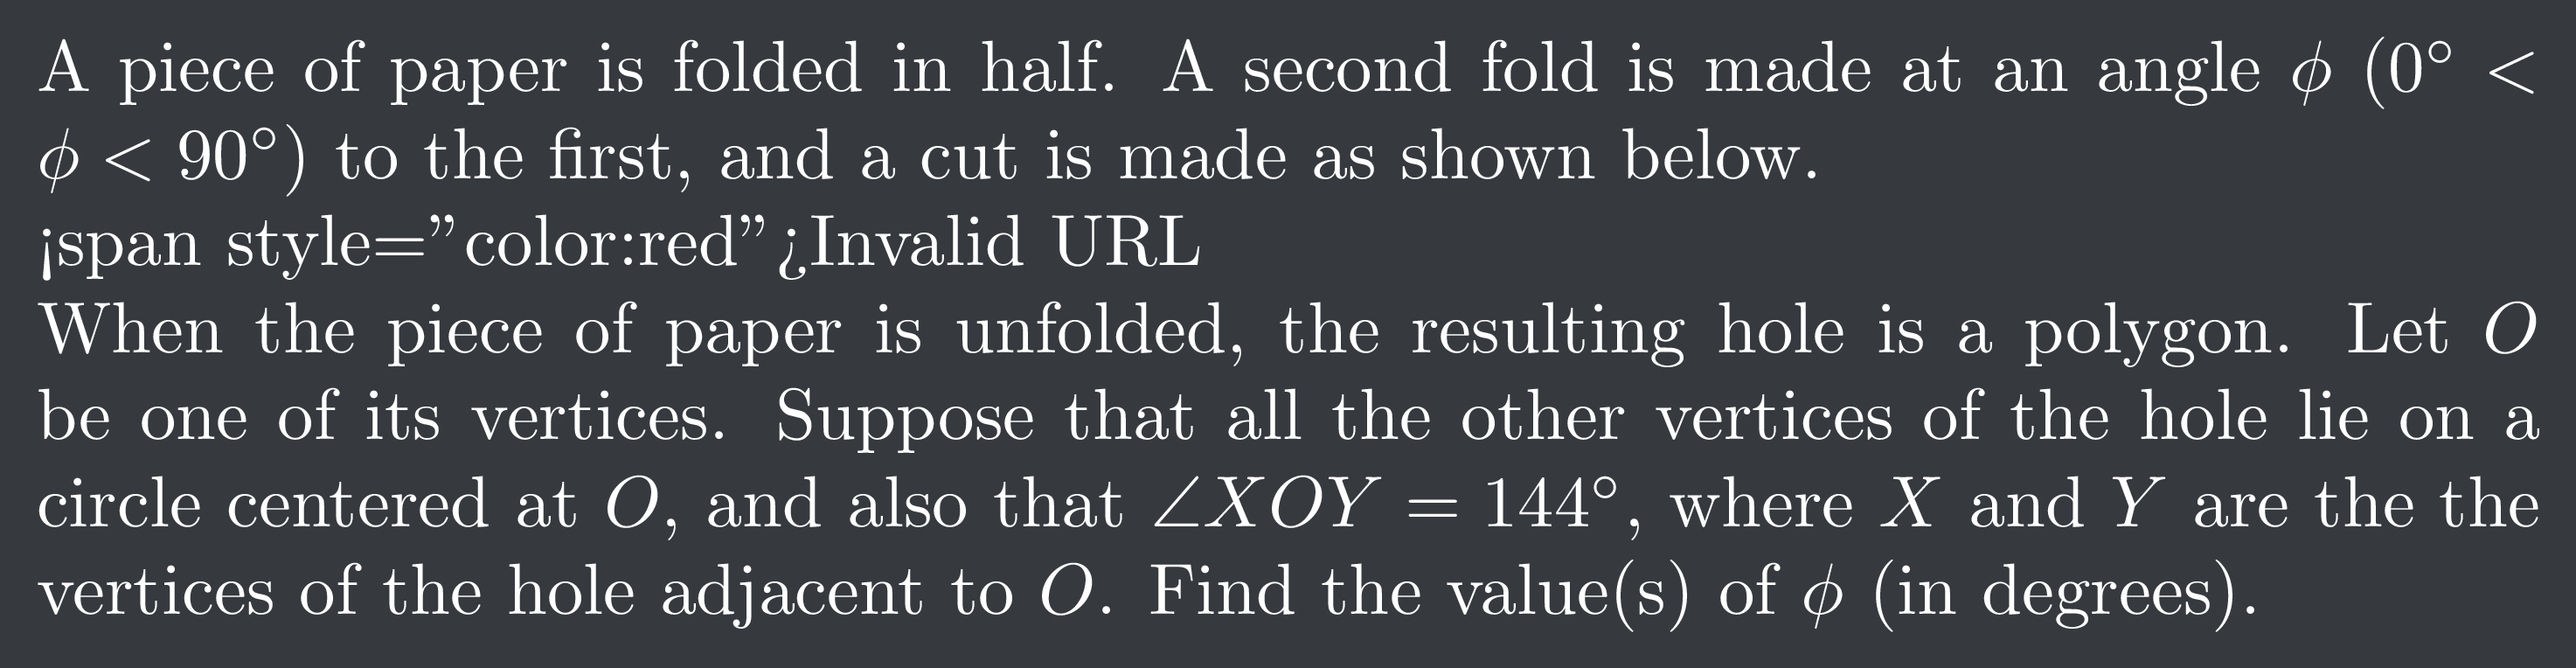 A piece of paper is folded in half. A second fold is made at an angle ϕ (0° <
ϕ < 90°) to the first, and a cut is made as shown below.
¡span style="color:red"¿Invalid URL
When the piece of paper is unfolded, the resulting hole is a polygon. Let O
be one of its vertices. Suppose that all the other vertices of the hole lie on a
circle centered at O, and also that ∠XOY = 144°, where X and Y are the the
vertices of the hole adjacent to O. Find the value(s) of ϕ (in degrees).